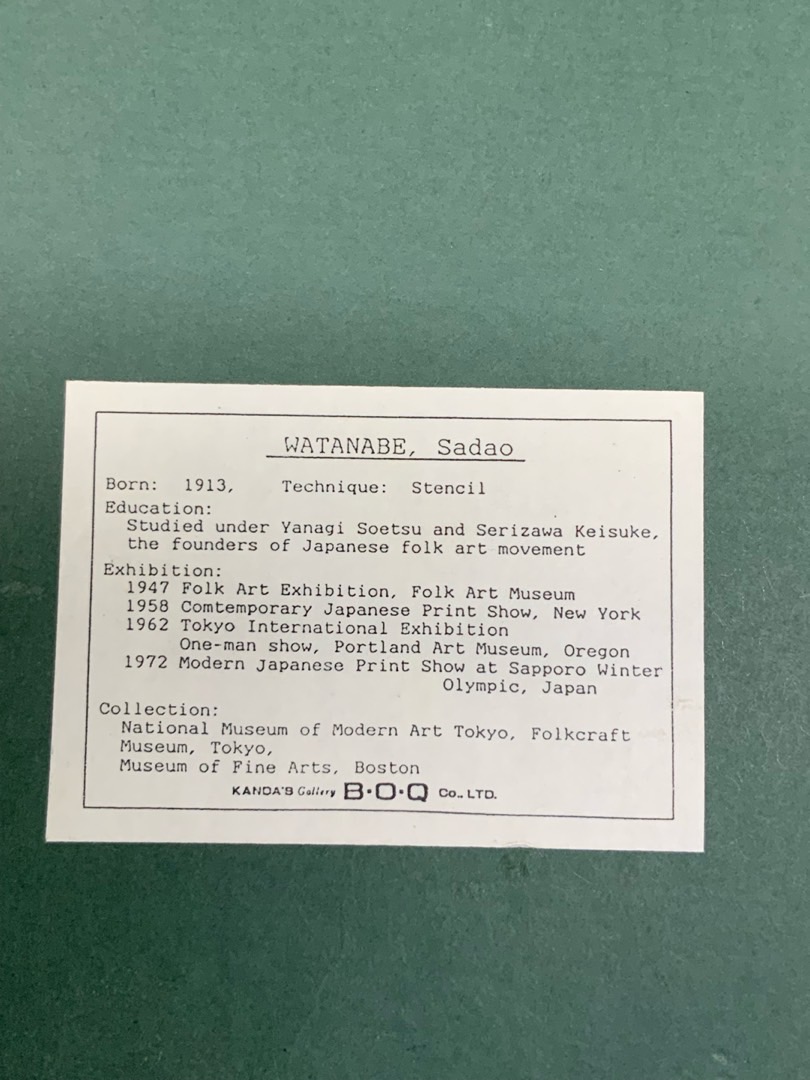 WATANABE, Sadao
Born: 1913, Technique: Stencil
Education:
Studied under Yanagi Soetsu and Serizawa Keisuke,
the founders of Japanese folk art movement
Exhibition:
1947 Folk Art Exhibition, Folk Art Museum
1958 Comtemporary Japanese Print Show, New York
1962 Tokyo International Exhibition
One-man show, Portland Art Museum, Oregon
1972 Modern Japanese Print Show at Sapporo Winter
Olympic, Japan
Collection:
National Museum of Modern Art Tokyo, Folkcraft
Museum, Tokyo,
Museum of Fine Arts, Boston
KANDA'S Gallery B·O·Q Co., LTD.